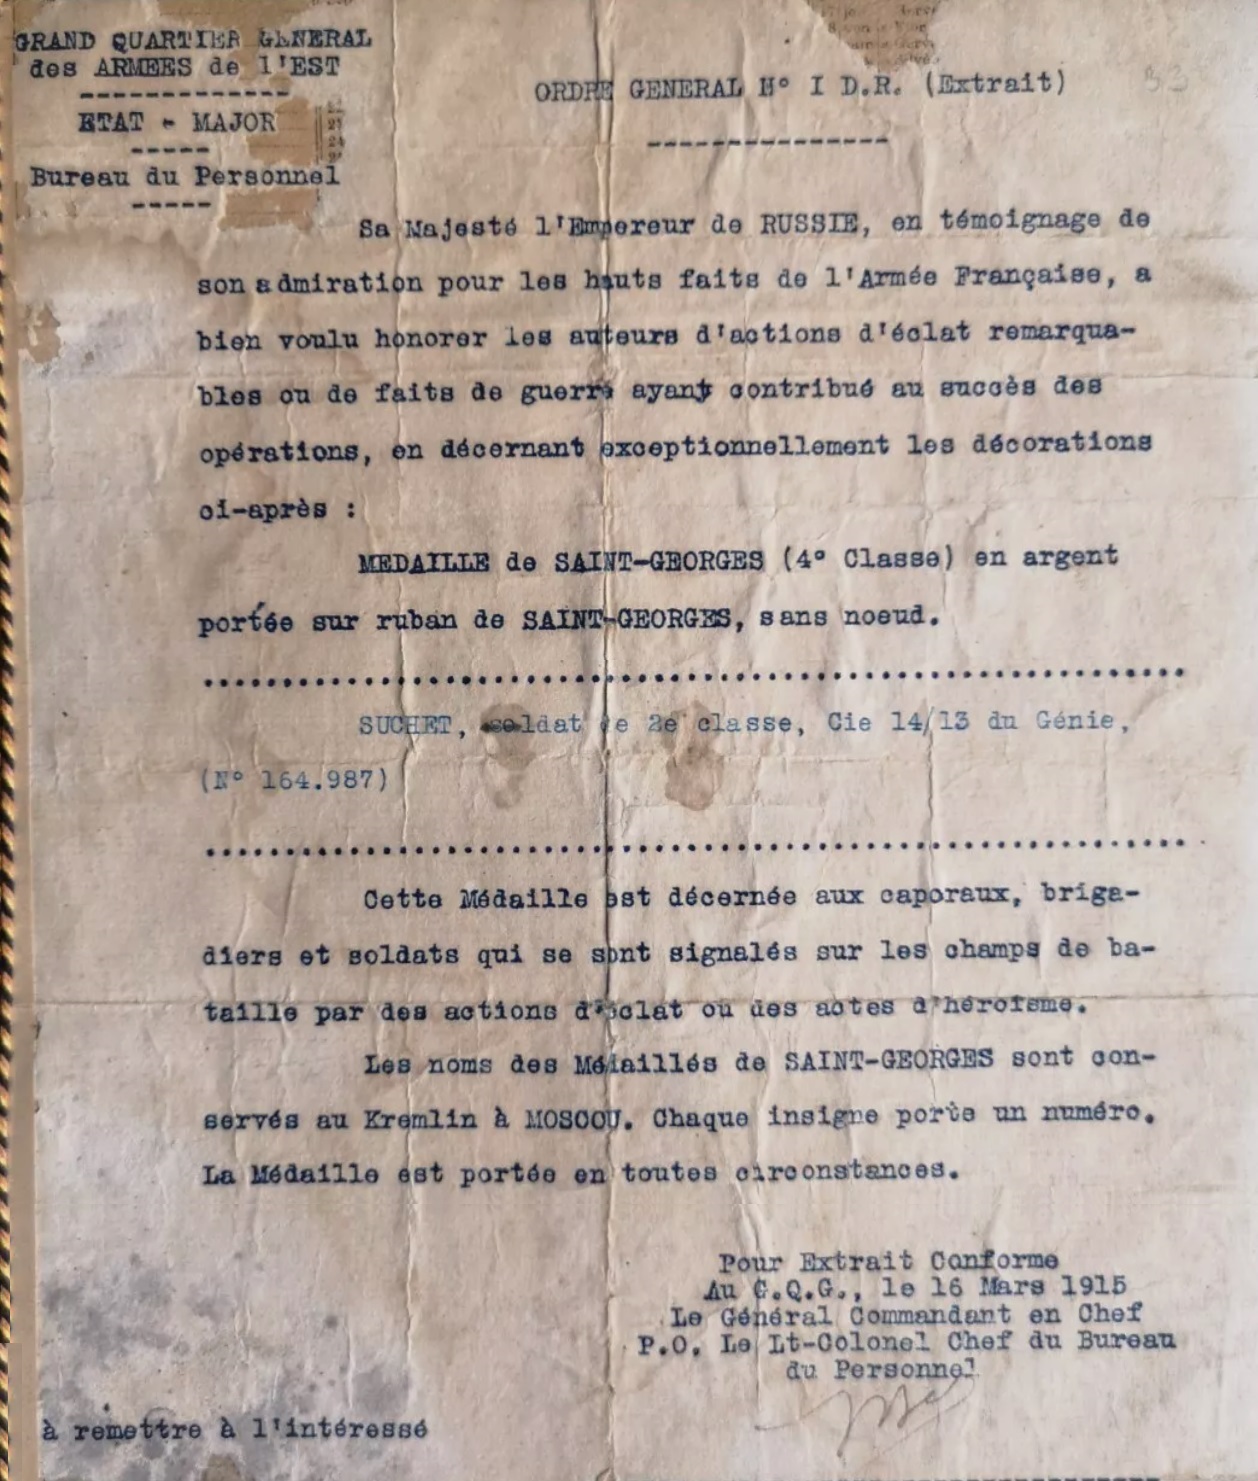 GRAND QUARTIER GENERAL
des ARMEES de l'EST
ETAT - MAJOR
Bureau du Personnel
ORDRE GENERAL N° I D.R. (Extrait)
Sa Majesté l'Empereur de RUSSIE, en témoignage de
son admiration pour les hauts faits de l'Armée Française, a
bien voulu honorer les auteurs d'actions d'éclat remarqua-
bles ou de faits de guerre ayant contribué au succès des
opérations, en décernant exceptionnellement les décorations
ci-après :
MEDAILLE de SAINT-GEORGES (4° Classe) en argent
portée sur ruban de SAINT-GEORGES, sans noeud.
SUCHET, soldat de 2e classe, Cie 14/13 du Génie,
(N° 164.987)
Cette Médaille est décernée aux caporaux, briga-
diers et soldats qui se sont signalés sur les champs de ba-
taille par des actions d'éclat ou des actes d'héroïsme.
Les noms des Médaillés de SAINT-GEORGES sont con-
servés au Kremlin à MOSCOU. Chaque insigne porte un numéro.
La Médaille est portée en toutes circonstances.
Pour Extrait Conforme
Au G.Q.G., le 16 Mars 1915
Le Général Commandant en Chef
P.O. Le Lt-Colonel Chef du Bureau
du Personnel
à remettre à l'intéressé